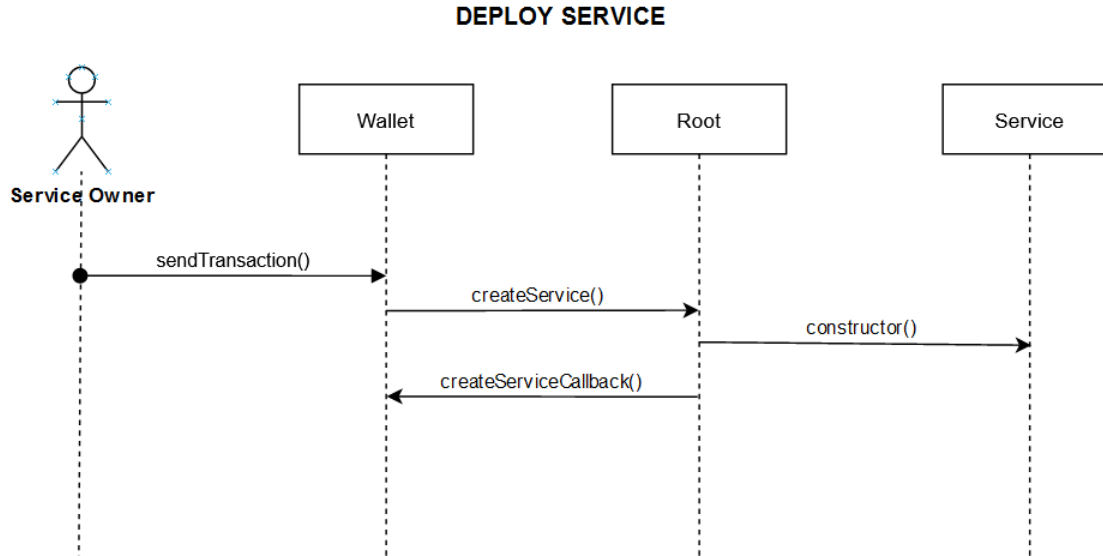 DEPLOY SERVICE
Wallet
Root
Service
Service Owner
sendTransaction()
createService()
constructor()
createServiceCallback()